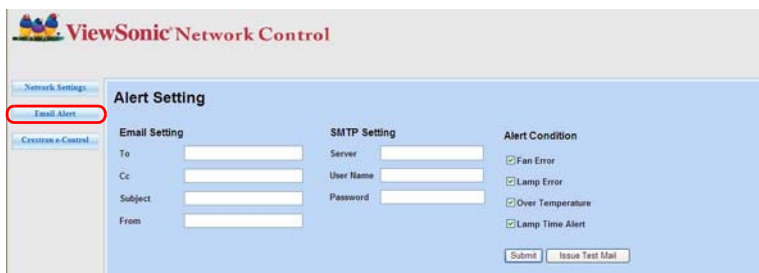 ViewSonic® Network Control
Network Settings
Email Alert
Crestron e-Control
Alert Setting
Email Setting
To
Cc
Subject
From
SMTP Setting
Server
User Name
Password
Alert Condition
Fan Error
Lamp Error
Over Temperature
Lamp Time Alert
Submit
Issue Test Mail